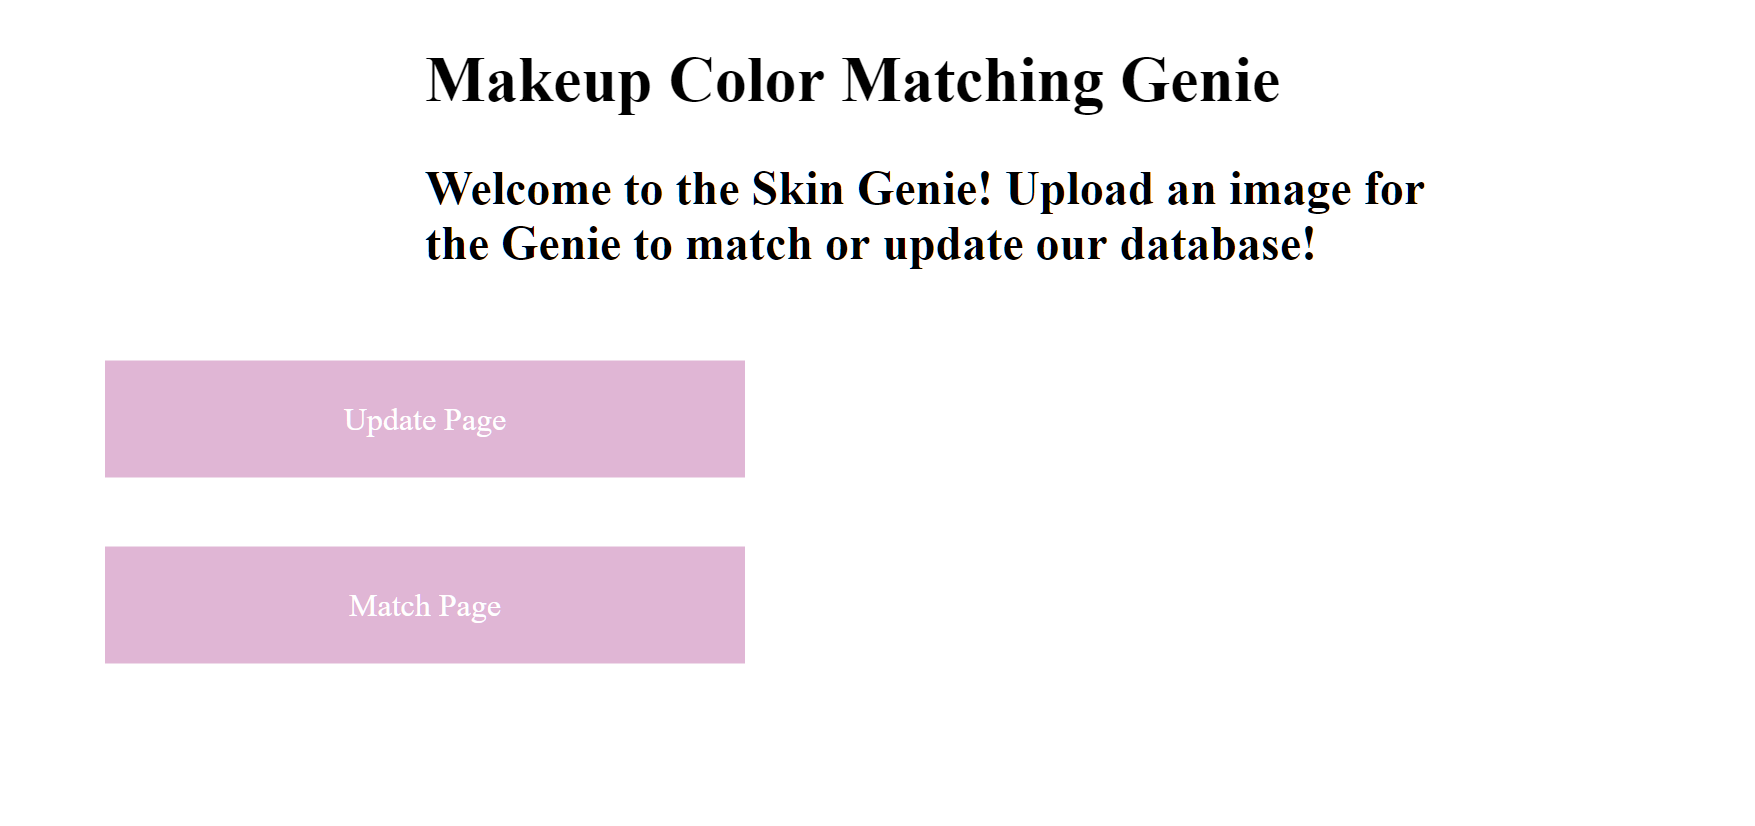 Makeup Color Matching Genie
Welcome to the Skin Genie! Upload an image for
the Genie to match or update our database!
Update Page
Match Page